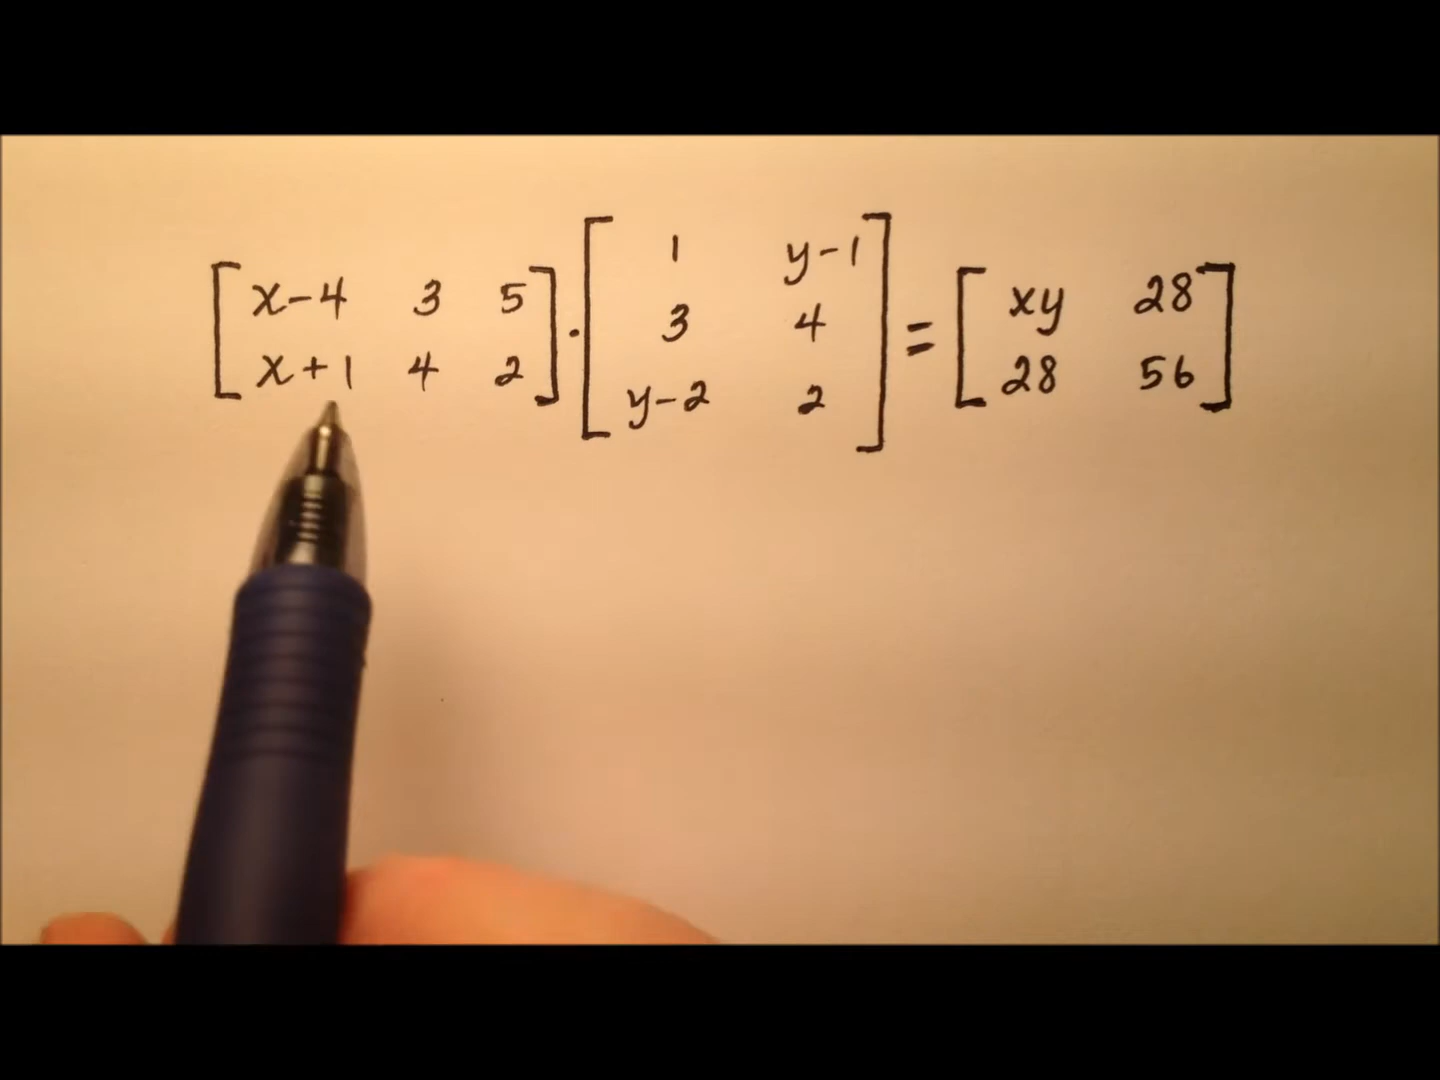 [x-4 3 5
x+1 4 2] · [1 y-1
3 4
y-2 2] = [xy 28
28 56]